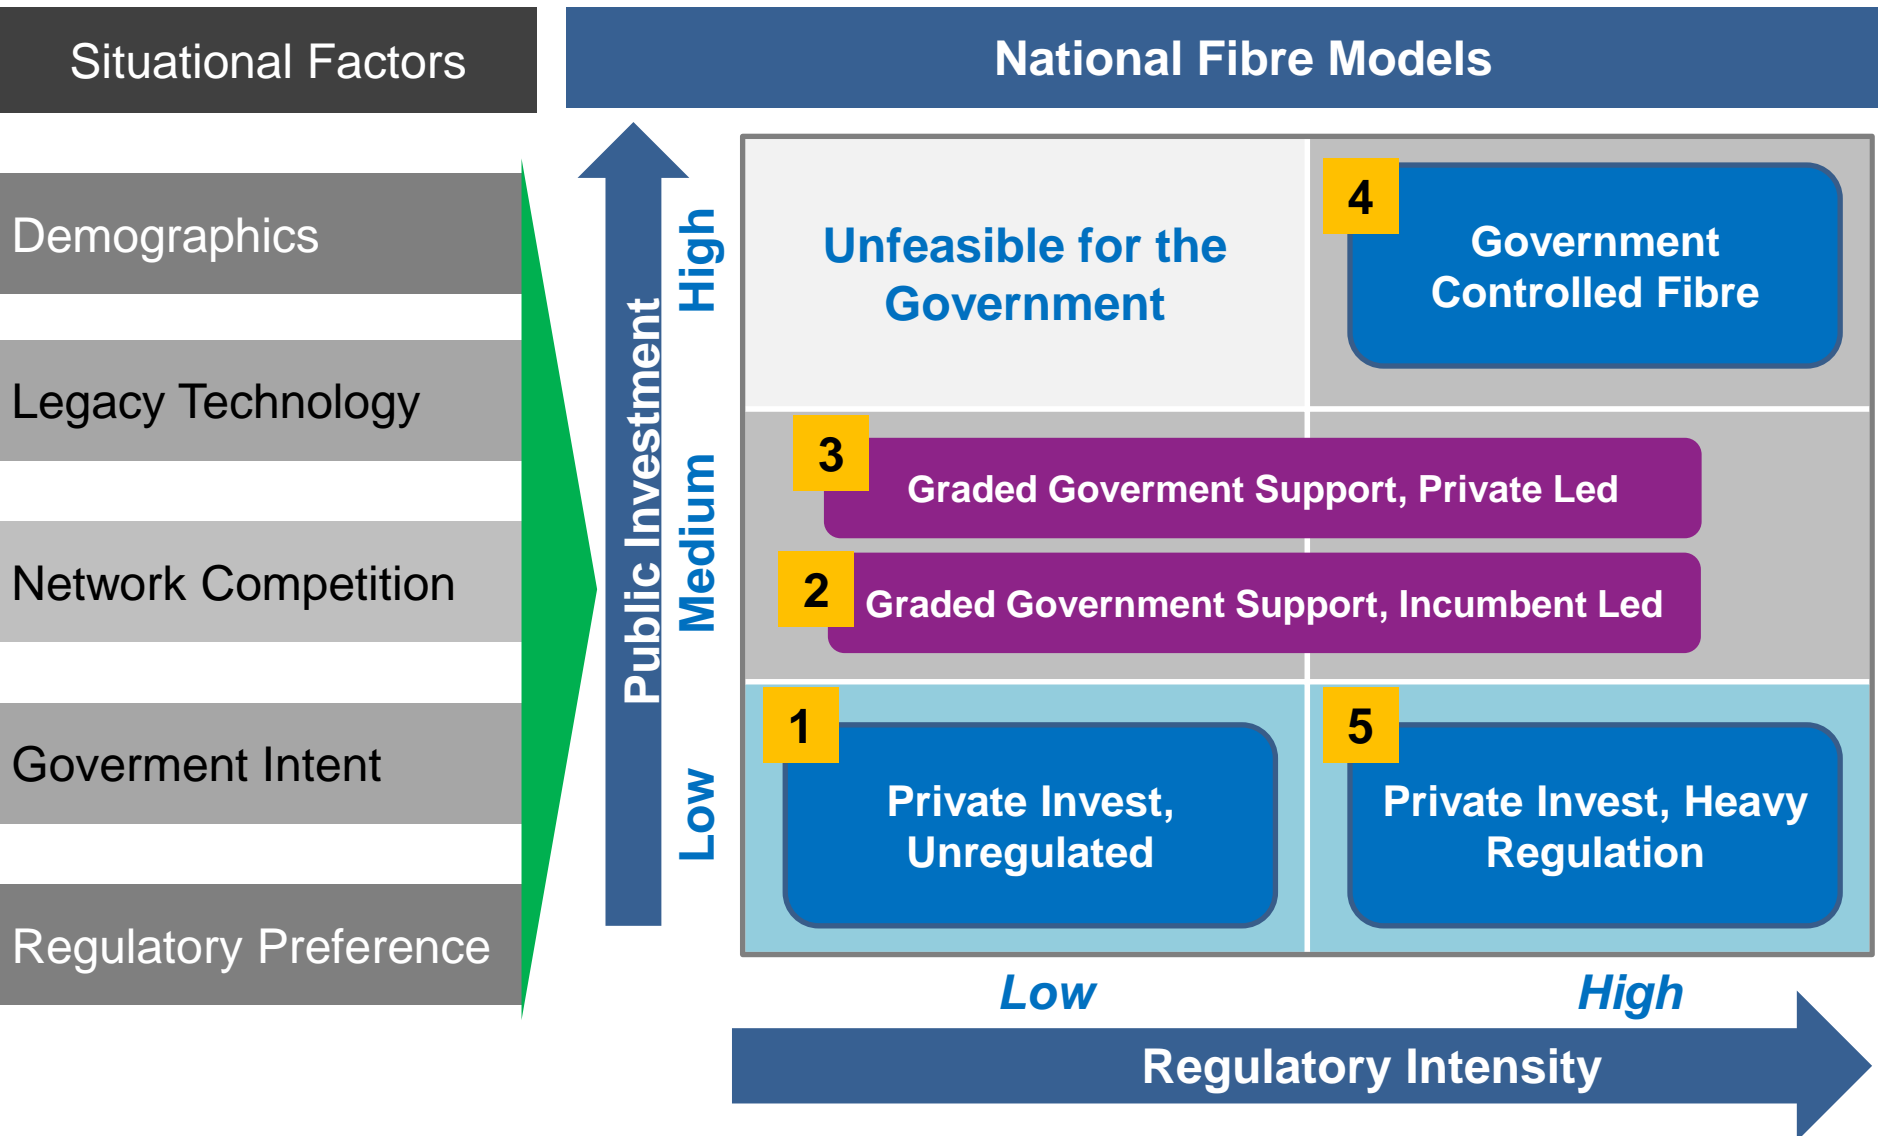 Situational Factors
Demographics
Legacy Technology
Network Competition
Goverment Intent
Regulatory Preference
National Fibre Models
Public Investment
High
Medium
Low
Unfeasible for the
Government
4
Government
Controlled Fibre
3
Graded Goverment Support, Private Led
2
Graded Government Support, Incumbent Led
1
Private Invest,
Unregulated
5
Private Invest, Heavy
Regulation
Low
High
Regulatory Intensity